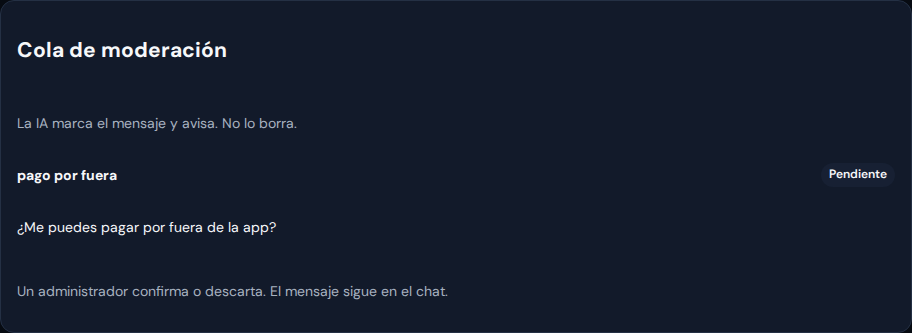 Cola de moderación
La IA marca el mensaje y avisa. No lo borra.
pago por fuera
Pendiente
¿Me puedes pagar por fuera de la app?
Un administrador confirma o descarta. El mensaje sigue en el chat.